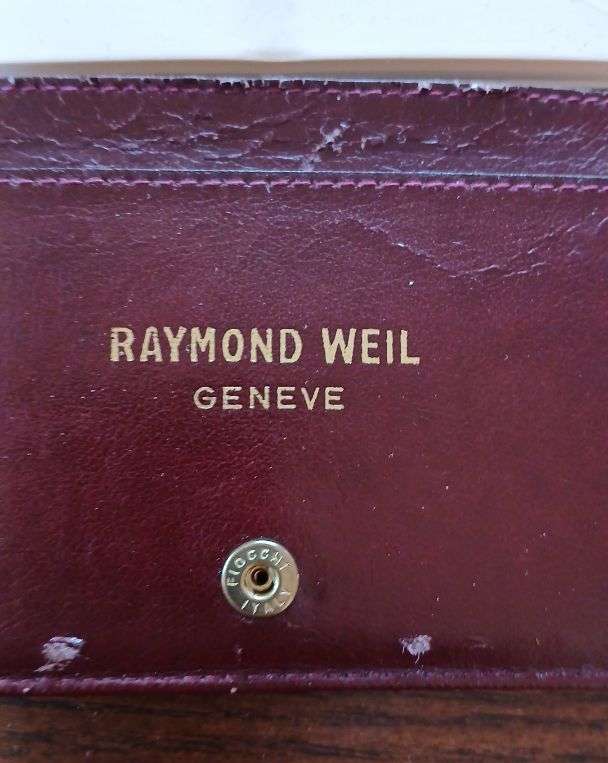 RAYMOND WEIL
GENEVE
FIOCCHI
ITALY